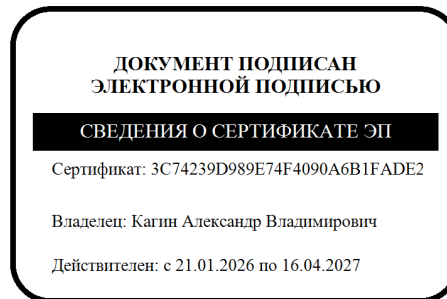 ДОКУМЕНТ ПОДПИСАН
ЭЛЕКТРОННОЙ ПОДПИСЬЮ
СВЕДЕНИЯ О СЕРТИФИКАТЕ ЭП
Сертификат: 3C74239D989E74F4090A6B1FADE2
Владелец: Кагин Александр Владимирович
Действителен: с 21.01.2026 по 16.04.2027